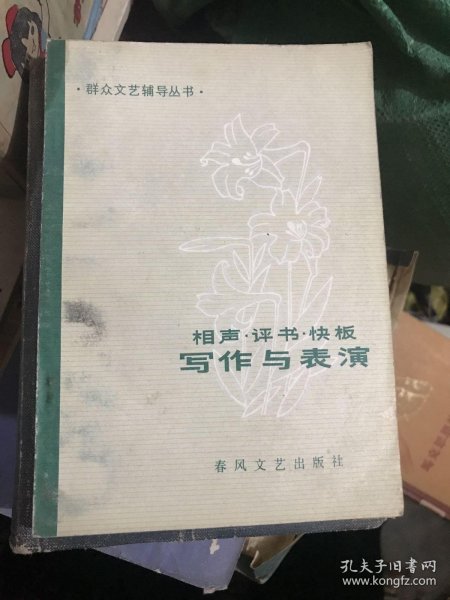 ·群众文艺辅导丛书·
相声·评书·快板
写作与表演
春风文艺出版社
孔夫子旧书网
www.kongfz.com